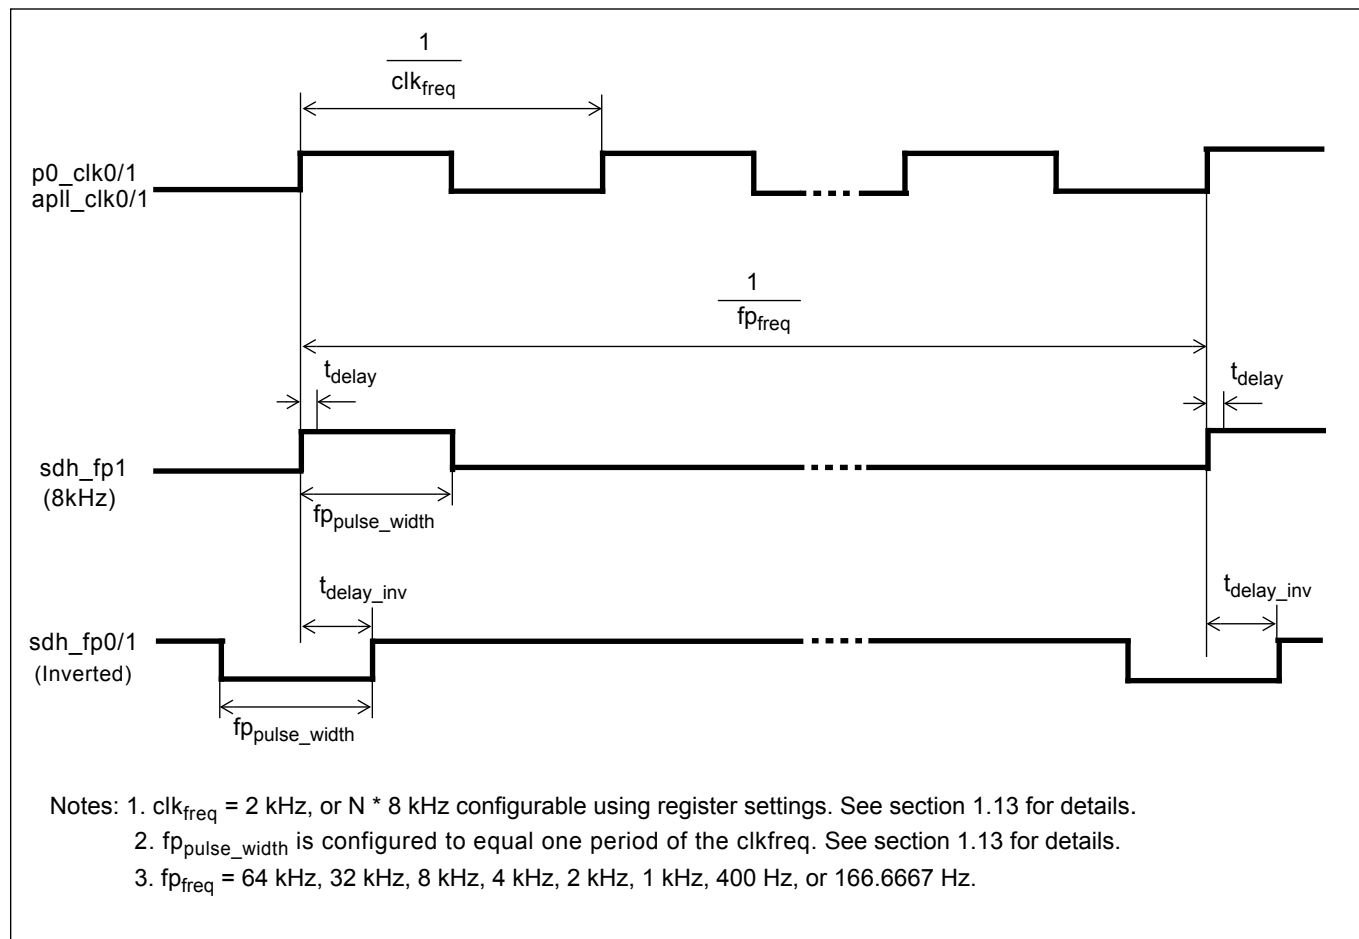 1
clkfreq
p0_clk0/1
apll_clk0/1
1
fpfreq
tdelay
tdelay
sdh_fp1
(8kHz)
fppulse_width
tdelay_inv
tdelay_inv
sdh_fp0/1
(Inverted)
fppulse_width
Notes: 1. clkfreq = 2 kHz, or N * 8 kHz configurable using register settings. See section 1.13 for details.
2. fppulse_width is configured to equal one period of the clkfreq. See section 1.13 for details.
3. fpfreq = 64 kHz, 32 kHz, 8 kHz, 4 kHz, 2 kHz, 1 kHz, 400 Hz, or 166.6667 Hz.